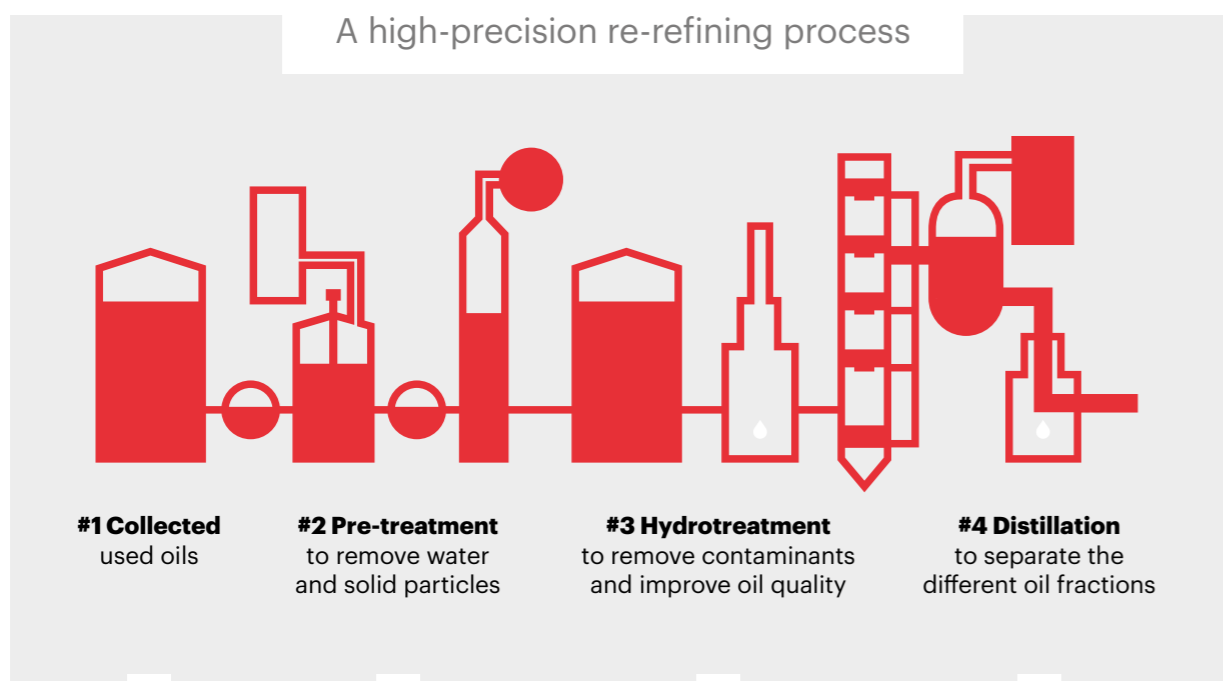 A high-precision re-refining process
#1 Collected
used oils
#2 Pre-treatment
to remove water
and solid particles
#3 Hydrotreatment
to remove contaminants
and improve oil quality
#4 Distillation
to separate the
different oil fractions